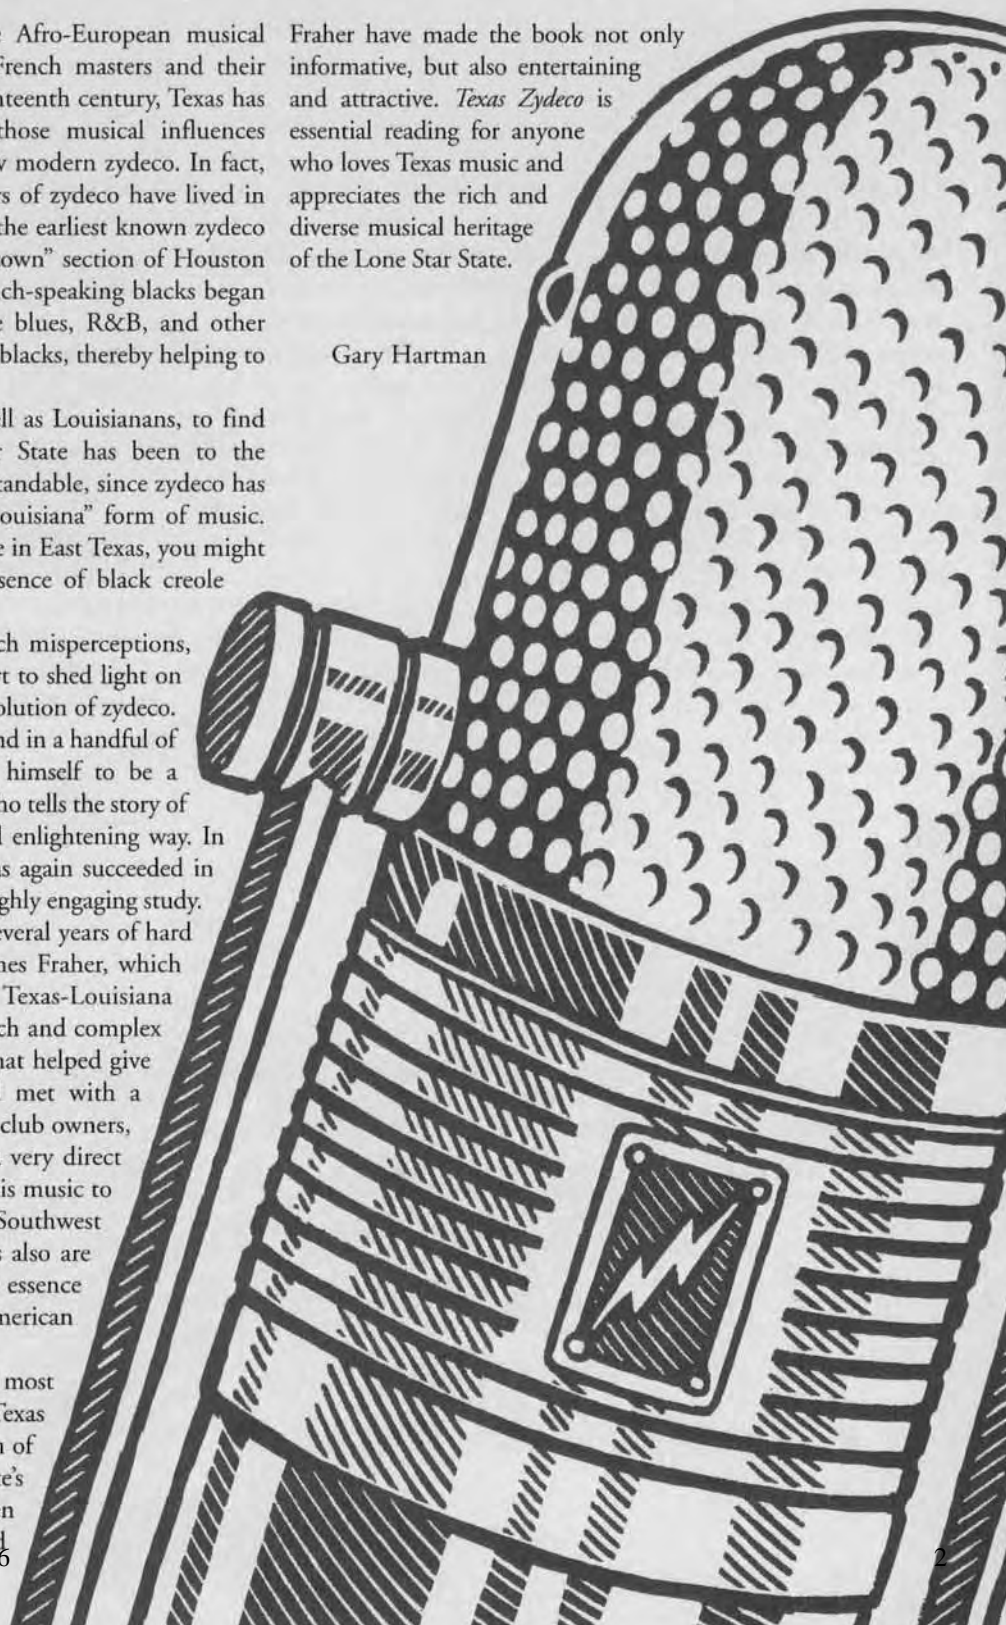 Afro-European musical
French masters and their
nteenth century, Texas has
those musical influences
modern zydeco. In fact,
of zydeco have lived in
the earliest known zydeco
own” section of Houston
ch-speaking blacks began
blues, R&B, and other
blacks, thereby helping to
ll as Louisianans, to find
State has been to the
tandable, since zydeco has
ouisiana” form of music.
in East Texas, you might
sence of black creole
ch misperceptions,
to shed light on
olution of zydeco.
nd in a handful of
himself to be a
ho tells the story of
enlightening way. In
again succeeded in
ghly engaging study.
everal years of hard
nes Fraher, which
Texas-Louisiana
ch and complex
hat helped give
met with a
club owners,
very direct
is music to
Southwest
also are
essence
merican
most
Texas
of
te’s
n
d
6
Fraher have made the book not only
informative, but also entertaining
and attractive. Texas Zydeco is
essential reading for anyone
who loves Texas music and
appreciates the rich and
diverse musical heritage
of the Lone Star State.
Gary Hartman
2